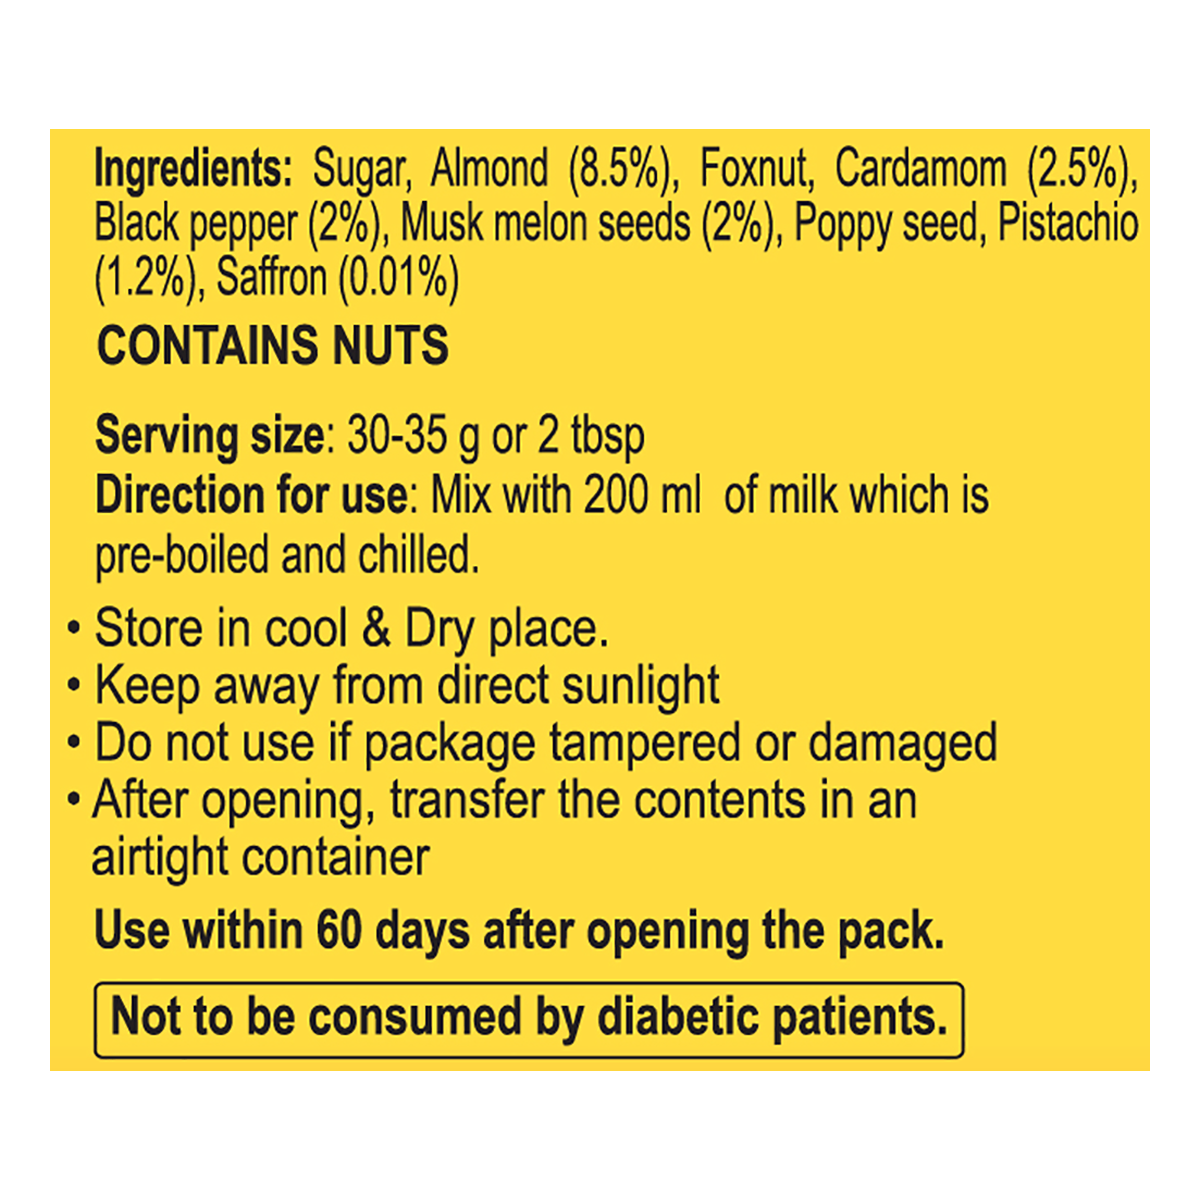 Ingredients: Sugar, Almond (8.5%), Foxnut, Cardamom (2.5%),
Black pepper (2%), Musk melon seeds (2%), Poppy seed, Pistachio
(1.2%), Saffron (0.01%)
CONTAINS NUTS
Serving size: 30-35 g or 2 tbsp
Direction for use: Mix with 200 ml of milk which is
pre-boiled and chilled.
• Store in cool & Dry place.
• Keep away from direct sunlight
• Do not use if package tampered or damaged
• After opening, transfer the contents in an
airtight container
Use within 60 days after opening the pack.
Not to be consumed by diabetic patients.